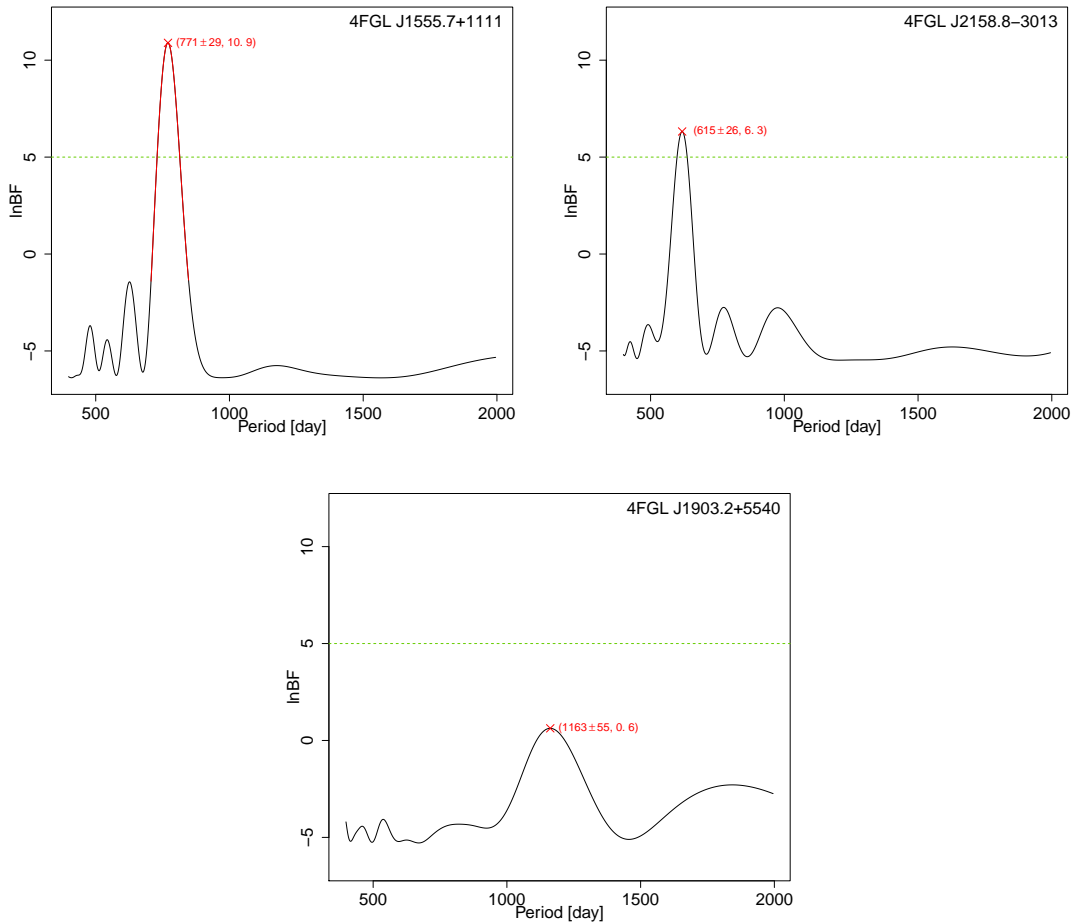 4FGL J1555.7+1111
(771±29, 10. 9)
lnBF
10
5
0
−5
500
1000
1500
2000
Period [day]
4FGL J2158.8−3013
(615±26, 6. 3)
lnBF
10
5
0
−5
500
1000
1500
2000
Period [day]
4FGL J1903.2+5540
(1163±55, 0. 6)
lnBF
10
5
0
−5
500
1000
1500
2000
Period [day]